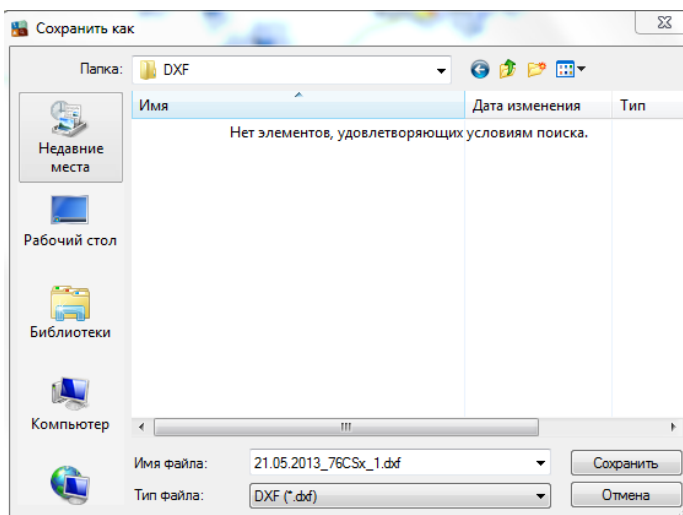 Сохранить как
Папка: DXF
Имя Дата изменения Тип
Нет элементов, удовлетворяющих условиям поиска.
Недавние
места
Рабочий стол
Библиотеки
Компьютер
Имя файла: 21.05.2013_76CSx_1.dxf Сохранить
Тип файла: DXF (*.dxf) Отмена